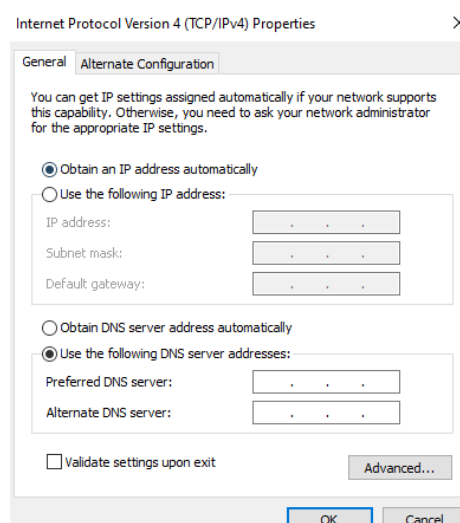 Internet Protocol Version 4 (TCP/IPv4) Properties
General
Alternate Configuration
You can get IP settings assigned automatically if your network supports
this capability. Otherwise, you need to ask your network administrator
for the appropriate IP settings.
Obtain an IP address automatically
Use the following IP address:
IP address:
Subnet mask:
Default gateway:
Obtain DNS server address automatically
Use the following DNS server addresses:
Preferred DNS server:
Alternate DNS server:
Validate settings upon exit
Advanced...
OK
Cancel